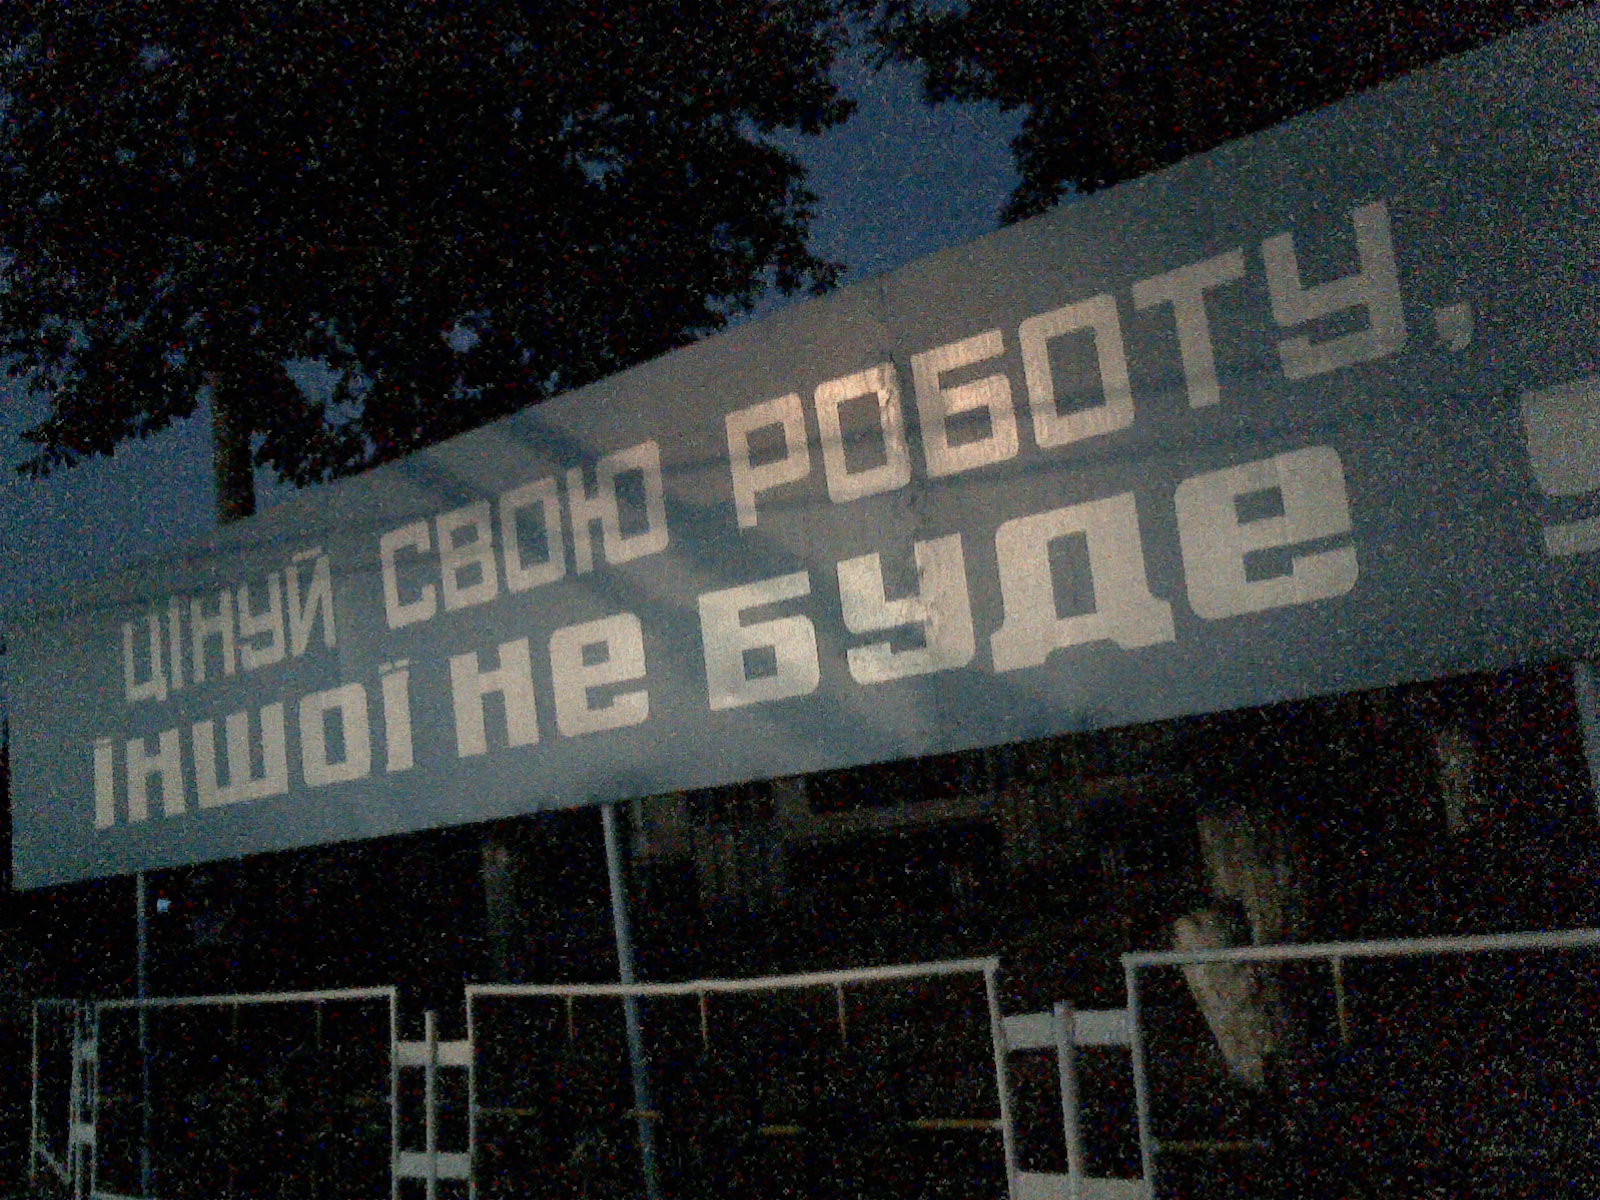 ЦІНУЙ СВОЮ РОБОТУ,
ІНШОЇ НЕ БУДЕ